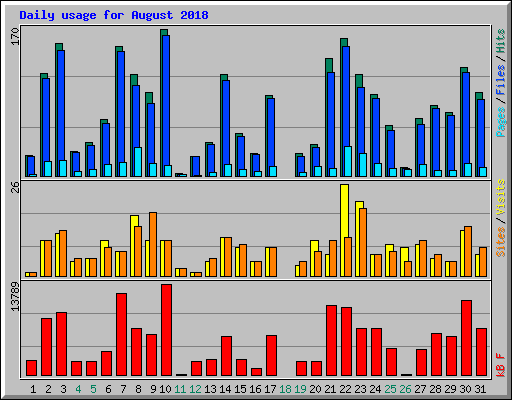 Daily usage for August 2018
170
Pages / Files / Hits
26
Sites / Visits
13789
kB F
1 2 3 4 5 6 7 8 9 10 11 12 13 14 15 16 17 18 19 20 21 22 23 24 25 26 27 28 29 30 31